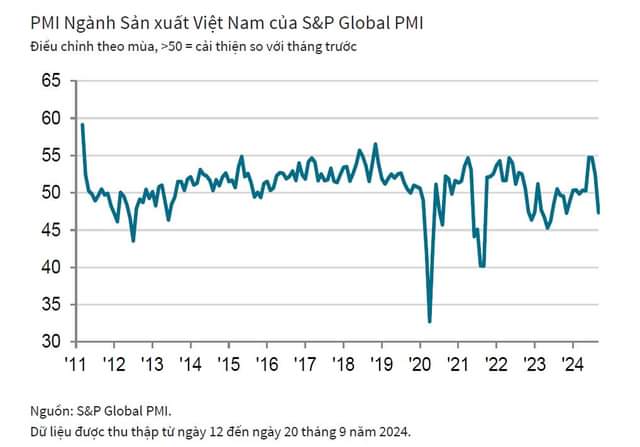 PMI Ngành Sản xuất Việt Nam của S&P Global PMI
Điều chỉnh theo mùa, >50 = cải thiện so với tháng trước
65
60
55
50
45
40
35
30
'11 '12 '13 '14 '15 '16 '17 '18 '19 '20 '21 '22 '23 '24
Nguồn: S&P Global PMI.
Dữ liệu được thu thập từ ngày 12 đến ngày 20 tháng 9 năm 2024.